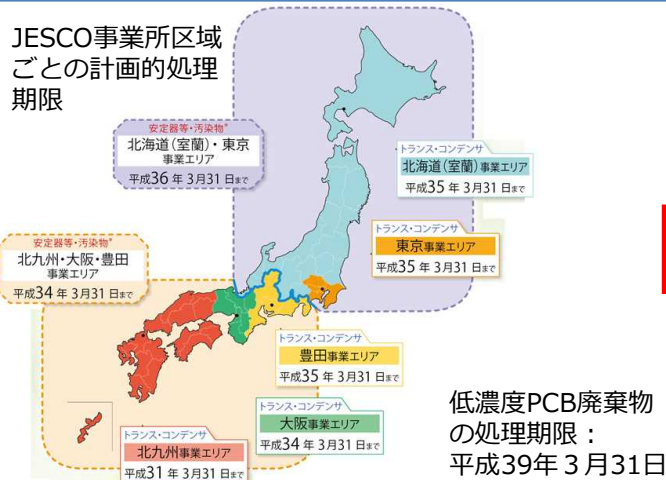 JESCO事業所区域
ごとの計画的処理
期限
安定器等・汚染物*
北海道(室蘭)・東京
事業エリア
平成36年3月31日まで
トランス・コンデンサ
北海道(室蘭)事業エリア
平成35年3月31日まで
トランス・コンデンサ
東京事業エリア
平成35年3月31日まで
安定器等・汚染物*
北九州・大阪・豊田
事業エリア
平成34年3月31日まで
トランス・コンデンサ
豊田事業エリア
平成35年3月31日まで
トランス・コンデンサ
大阪事業エリア
平成34年3月31日まで
トランス・コンデンサ
北九州事業エリア
平成31年3月31日まで
低濃度PCB廃棄物
の処理期限：
平成39年３月31日